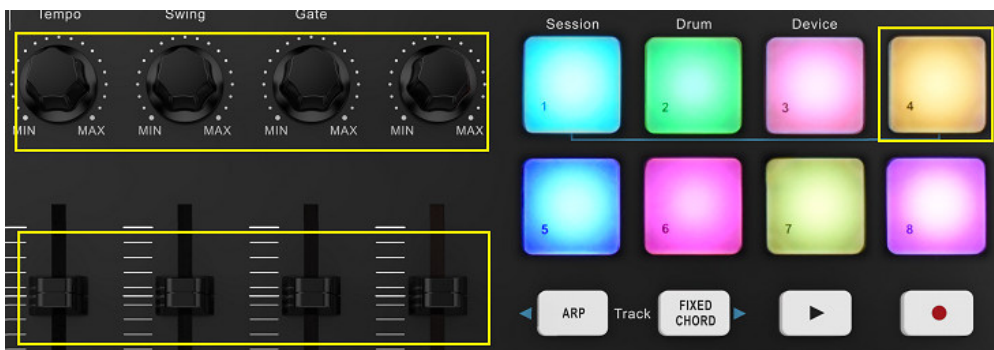 Tempo Swing Gate
Session Drum Device
MIN MAX MIN MAX MIN MAX MIN MAX
1 2 3 4
5 6 7 8
ARP Track FIXED
CHORD